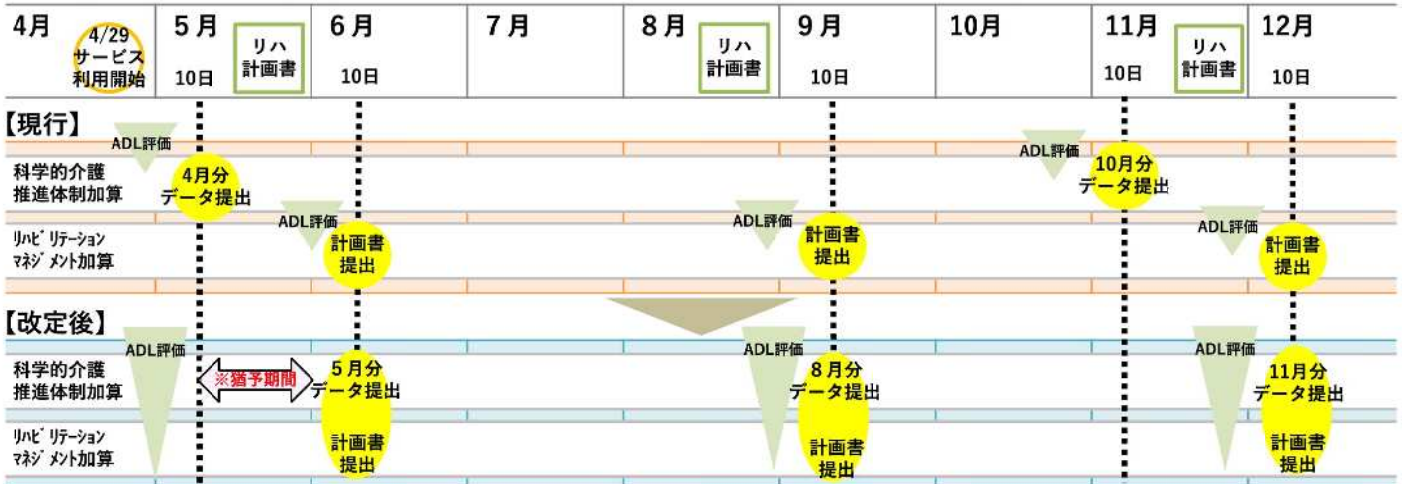 4月
4/29
サービス
利用開始
5月
10日
リハ
計画書
6月
10日
7月
8月
リハ
計画書
9月
10日
10月
11月
10日
リハ
計画書
12月
10日
【現行】
科学的介護
推進体制加算
ADL評価
4月分
データ提出
ADL評価
10月分
データ提出
リハビリテーション
マネジメント加算
ADL評価
計画書
提出
ADL評価
計画書
提出
ADL評価
計画書
提出
【改定後】
科学的介護
推進体制加算
ADL評価
※猶予期間
5月分
データ提出
ADL評価
8月分
データ提出
ADL評価
11月分
データ提出
リハビリテーション
マネジメント加算
計画書
提出
計画書
提出
計画書
提出